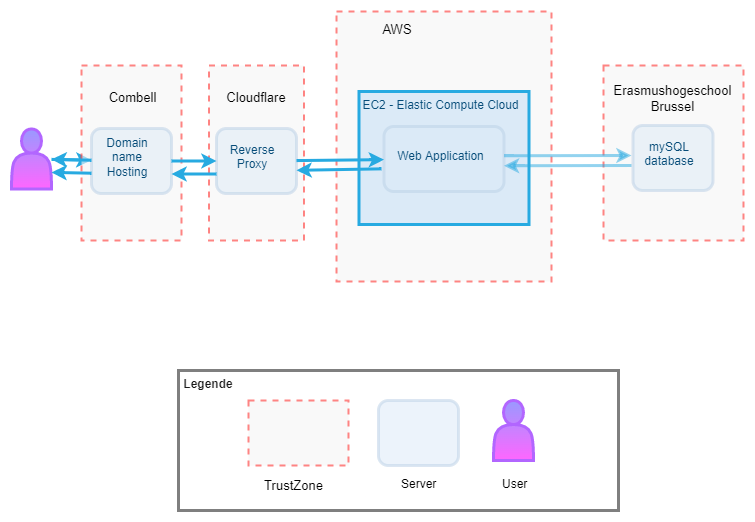 AWS
Combell
Cloudflare
Erasmushogeschool
Brussel
EC2 - Elastic Compute Cloud
Domain
name
Hosting
Reverse
Proxy
Web Application
mySQL
database
Legende
TrustZone
Server
User